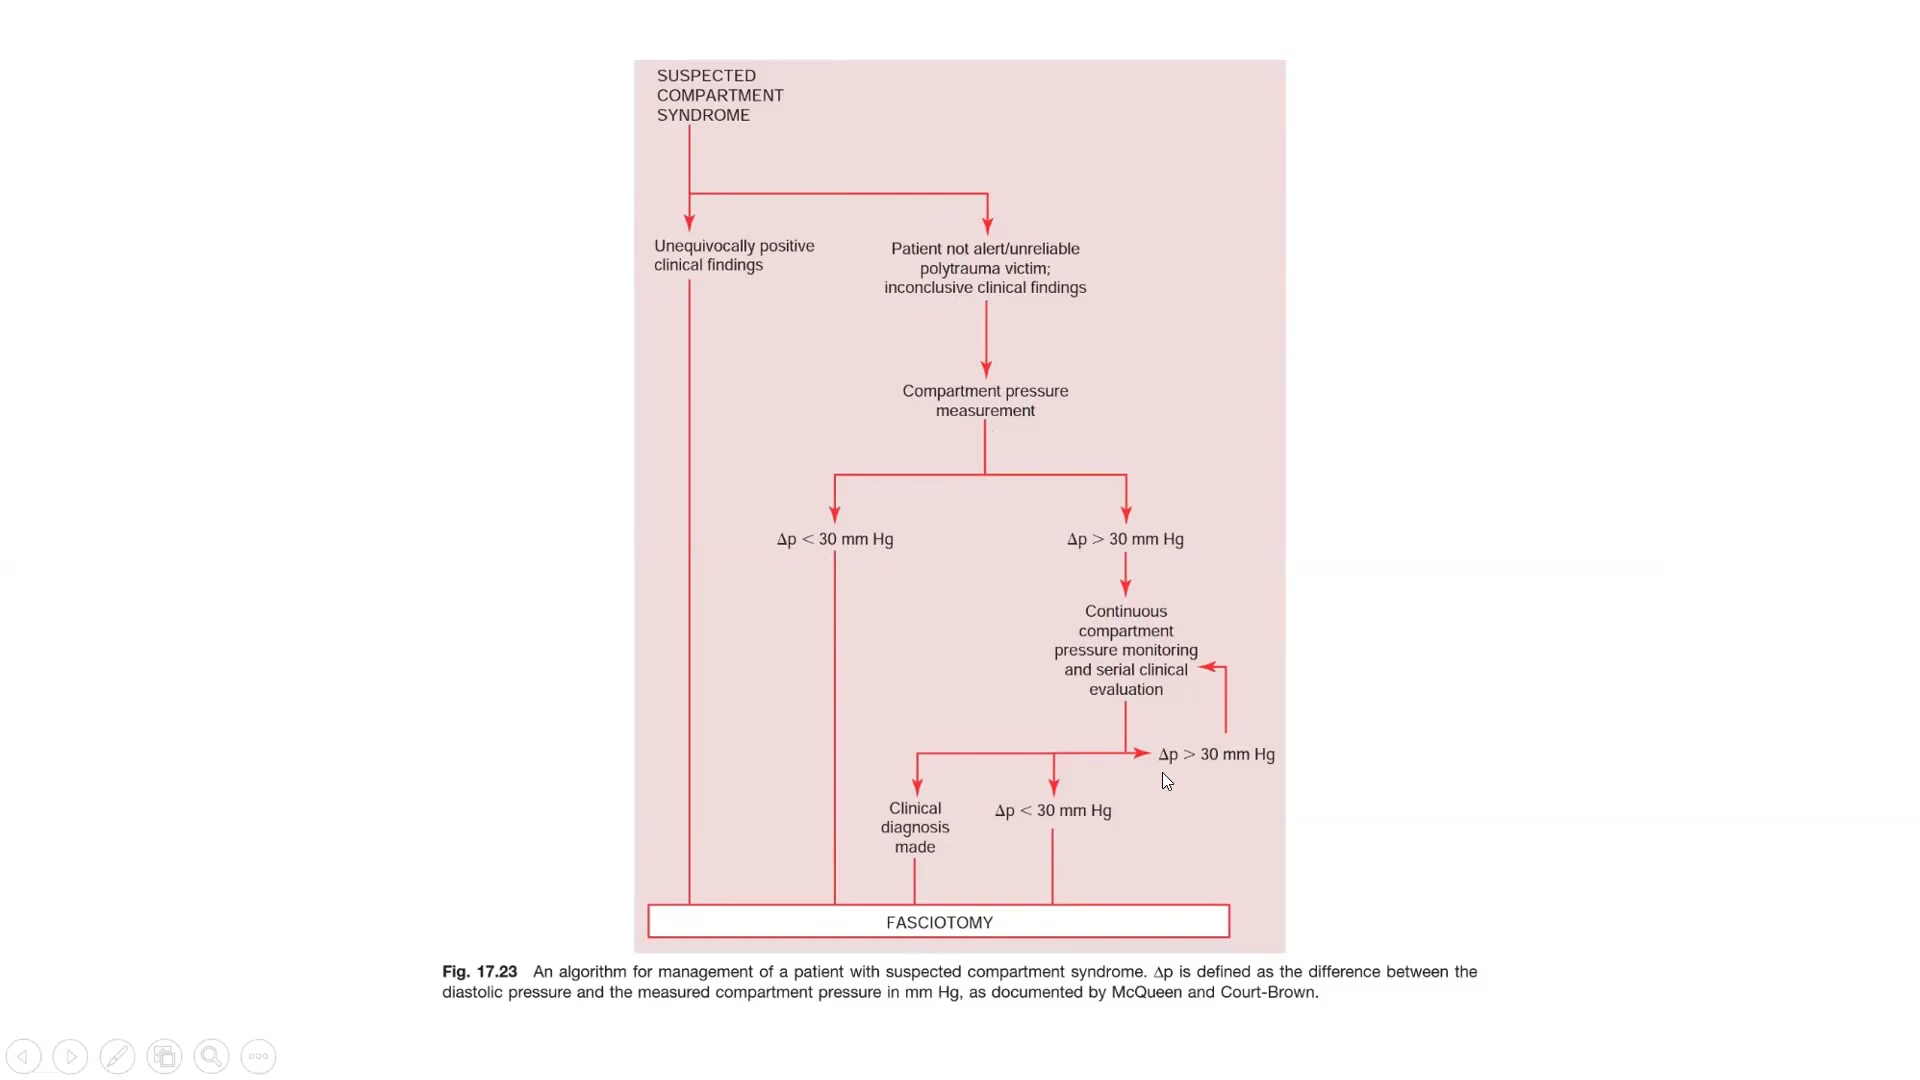 SUSPECTED
COMPARTMENT
SYNDROME
Unequivocally positive
clinical findings
Patient not alert/unreliable
polytrauma victim;
inconclusive clinical findings
Compartment pressure
measurement
Δp < 30 mm Hg
Δp > 30 mm Hg
Continuous
compartment
pressure monitoring
and serial clinical
evaluation
Δp > 30 mm Hg
Clinical
diagnosis
made
Δp < 30 mm Hg
FASCIOTOMY
Fig. 17.23 An algorithm for management of a patient with suspected compartment syndrome. Δp is defined as the difference between the
diastolic pressure and the measured compartment pressure in mm Hg, as documented by McQueen and Court-Brown.